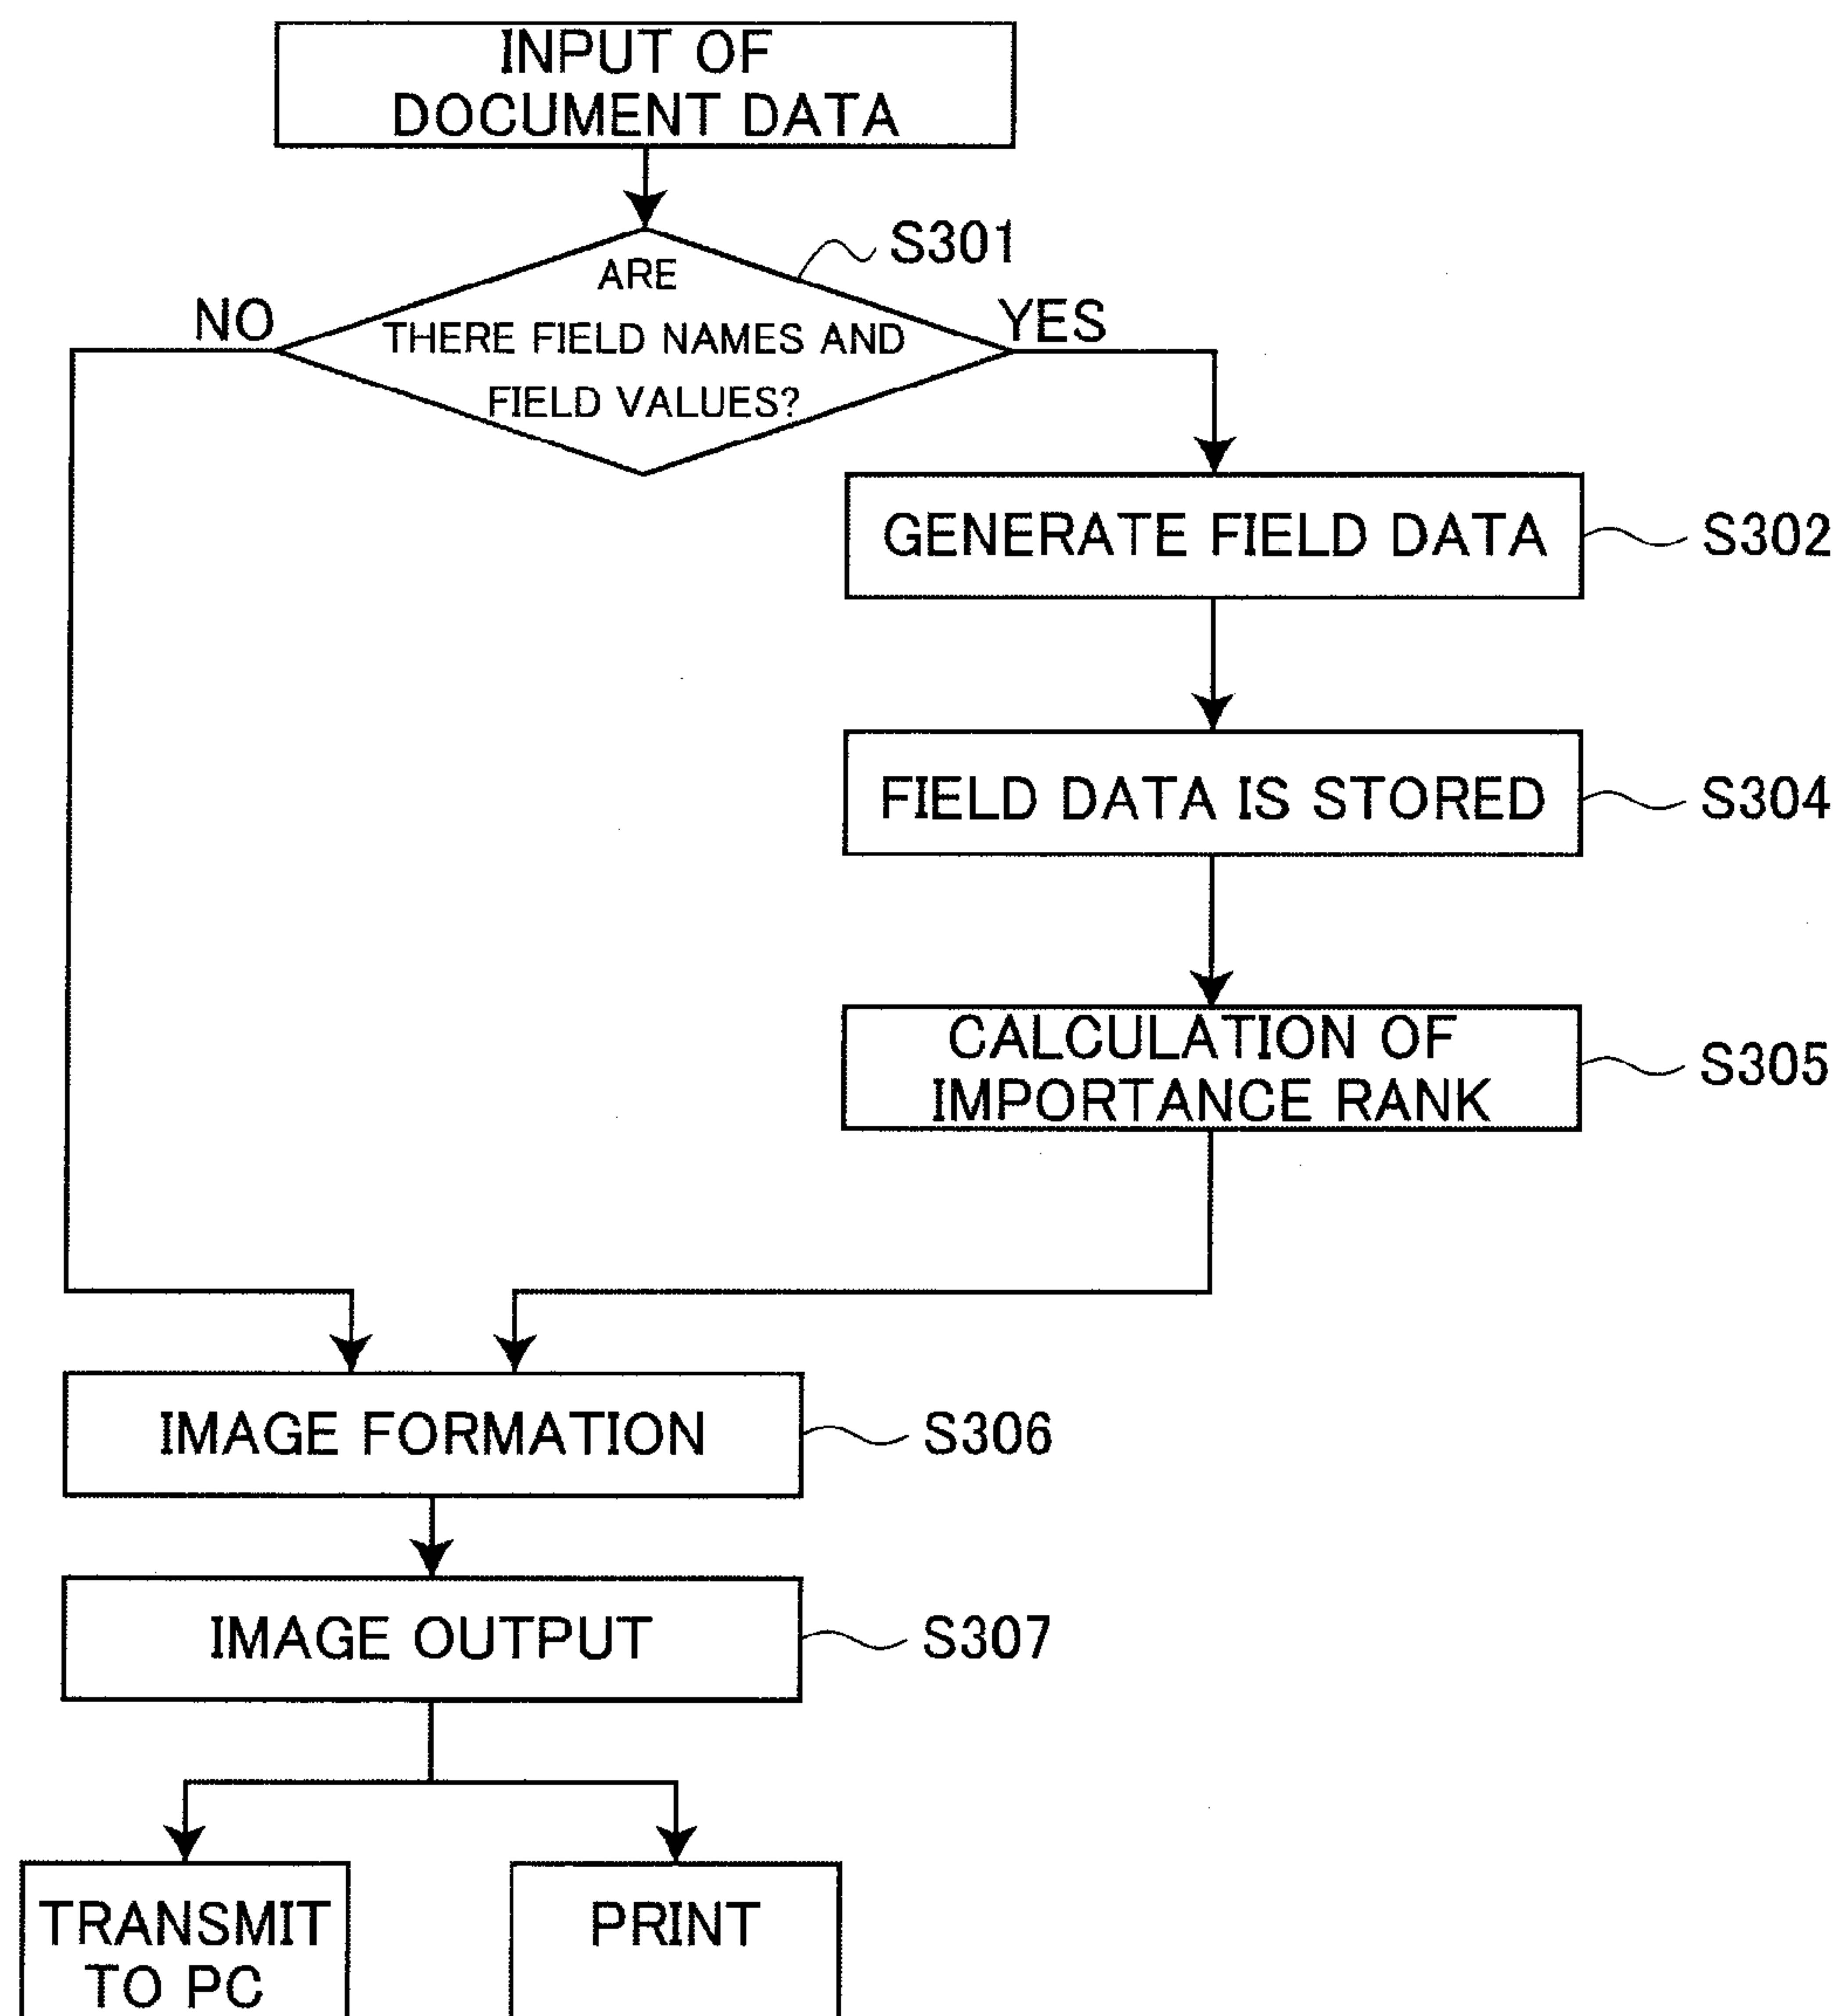 INPUT OF
DOCUMENT DATA
S301
ARE
THERE FIELD NAMES AND
FIELD VALUES?
NO
YES
GENERATE FIELD DATA
S302
FIELD DATA IS STORED
S304
CALCULATION OF
IMPORTANCE RANK
S305
IMAGE FORMATION
S306
IMAGE OUTPUT
S307
TRANSMIT
TO PC
PRINT